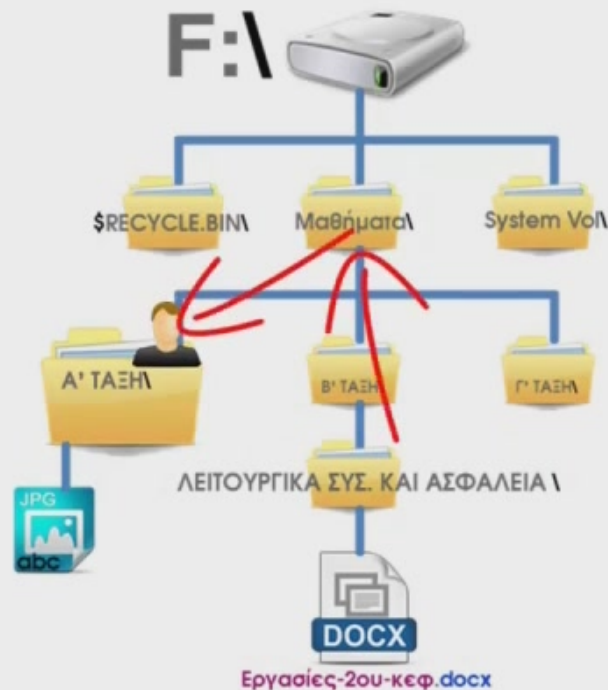 F:\
$RECYCLE.BIN\
Μαθήματα\
System Vol\
Α' ΤΑΞΗ\
Β' ΤΑΞΗ\
Γ' ΤΑΞΗ\
ΛΕΙΤΟΥΡΓΙΚΑ ΣΥΣ. ΚΑΙ ΑΣΦΑΛΕΙΑ \
JPG
abc
DOCX
Εργασίες-2ου-κεφ.docx